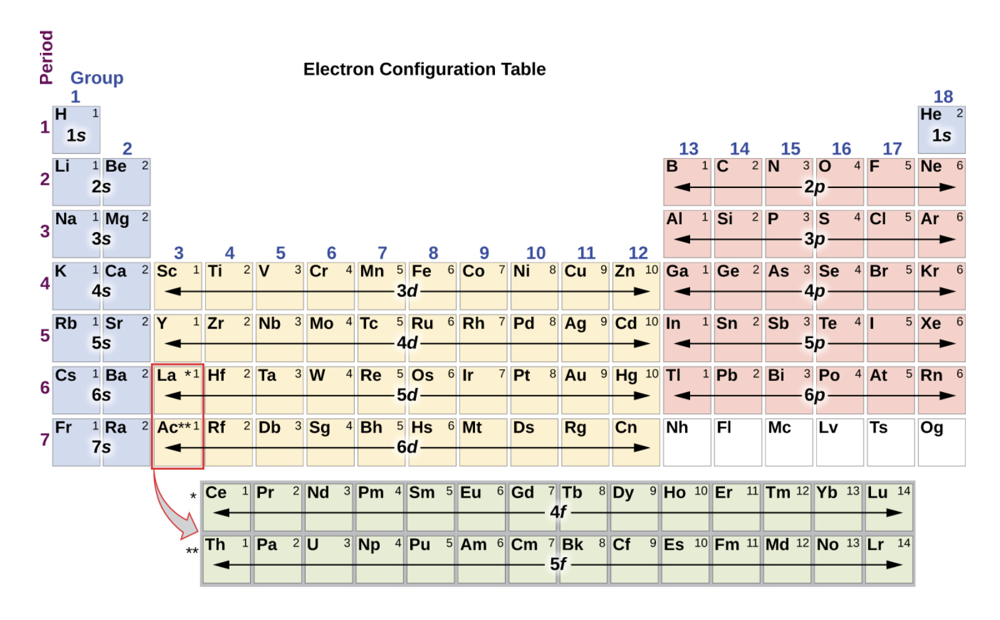 Period
Electron Configuration Table
Group
1 18
1 H 1 He 2
1s 1s
2 13 14 15 16 17
2 Li 1 Be 2 B 1 C 2 N 3 O 4 F 5 Ne 6
2s 2p
3 Na 1 Mg 2 Al 1 Si 2 P 3 S 4 Cl 5 Ar 6
3s 3p
3 4 5 6 7 8 9 10 11 12
4 K 1 Ca 2 Sc 1 Ti 2 V 3 Cr 4 Mn 5 Fe 6 Co 7 Ni 8 Cu 9 Zn 10 Ga 1 Ge 2 As 3 Se 4 Br 5 Kr 6
4s 3d 4p
5 Rb 1 Sr 2 Y 1 Zr 2 Nb 3 Mo 4 Tc 5 Ru 6 Rh 7 Pd 8 Ag 9 Cd 10 In 1 Sn 2 Sb 3 Te 4 I 5 Xe 6
5s 4d 5p
6 Cs 1 Ba 2 La *1 Hf 2 Ta 3 W 4 Re 5 Os 6 Ir 7 Pt 8 Au 9 Hg 10 Tl 1 Pb 2 Bi 3 Po 4 At 5 Rn 6
6s 5d 6p
7 Fr 1 Ra 2 Ac**1 Rf 2 Db 3 Sg 4 Bh 5 Hs 6 Mt Ds Rg Cn Nh Fl Mc Lv Ts Og
7s 6d
* Ce 1 Pr 2 Nd 3 Pm 4 Sm 5 Eu 6 Gd 7 Tb 8 Dy 9 Ho 10 Er 11 Tm 12 Yb 13 Lu 14
4f
** Th 1 Pa 2 U 3 Np 4 Pu 5 Am 6 Cm 7 Bk 8 Cf 9 Es 10 Fm 11 Md 12 No 13 Lr 14
5f